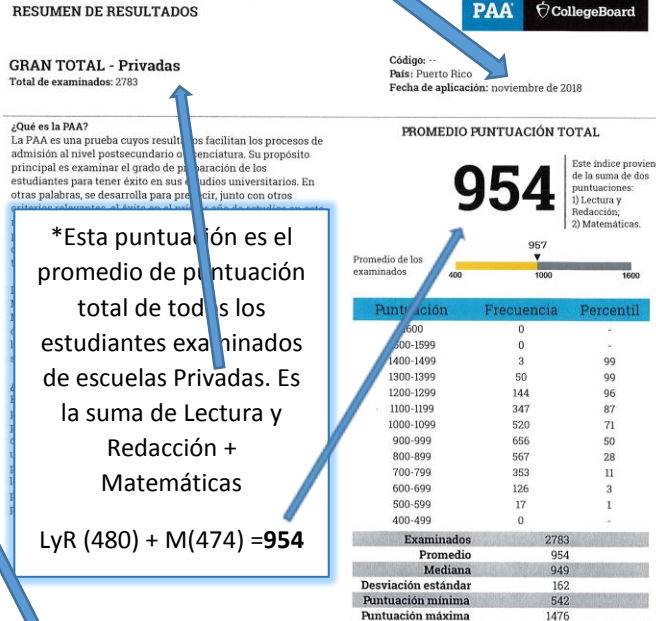 RESUMEN DE RESULTADOS
PAA
CollegeBoard
GRAN TOTAL - Privadas
Total de examinados: 2783
Código: --
País: Puerto Rico
Fecha de aplicación: noviembre de 2018
¿Qué es la PAA?
La PAA es una prueba cuyos facilitan los procesos de
admisión al nivel postsecundario o Su propósito
principal es examinar el grado de de los
estudiantes para tener éxito en sus universitarios. En
otras palabras, se desarrolla para junto con otros
*Esta puntuación es el
promedio de puntuación
total de todos los
estudiantes examinados
de escuelas Privadas. Es
la suma de Lectura y
Redacción +
Matemáticas
LyR (480) + M(474) =954
PROMEDIO PUNTUACIÓN TOTAL
954
Este índice provien
de la suma de dos
puntuaciones:
1) Lectura y
Redacción;
2) Matemáticas.
Promedio de los
examinados
957
400 1000 1600
Puntuación Frecuencia Percentil
1600 0 -
1500-1599 0 -
1400-1499 3 99
1300-1399 50 99
1200-1299 144 96
1100-1199 347 87
1000-1099 520 71
900-999 656 50
800-899 567 28
700-799 353 11
600-699 126 3
500-599 17 1
400-499 0 -
Examinados 2783
Promedio 954
Mediana 949
Desviación estándar 162
Puntuación mínima 542
Puntuación máxima 1476